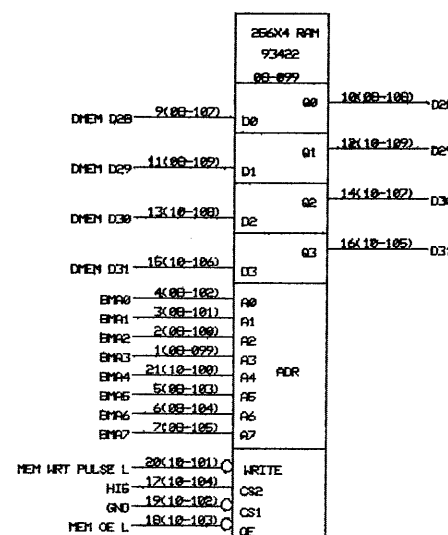 256X4 RAM
93422
08-099
DMEM D28 9(08-107) D0 Q0 10(08-108) D28
DMEM D29 11(08-109) D1 Q1 12(10-109) D29
DMEM D30 13(10-108) D2 Q2 14(10-107) D30
DMEM D31 15(10-106) D3 Q3 16(10-105) D31
BMA0 4(08-102) A0
BMA1 3(08-101) A1
BMA2 2(08-100) A2
BMA3 1(08-099) A3
BMA4 21(10-100) A4 ADR
BMA5 5(08-103) A5
BMA6 6(08-104) A6
BMA7 7(08-105) A7
MEM WRT PULSE L 20(10-101) WRITE
HI6 17(10-104) CS2
GND 19(10-102) CS1
MEM OE L 18(10-103) OE